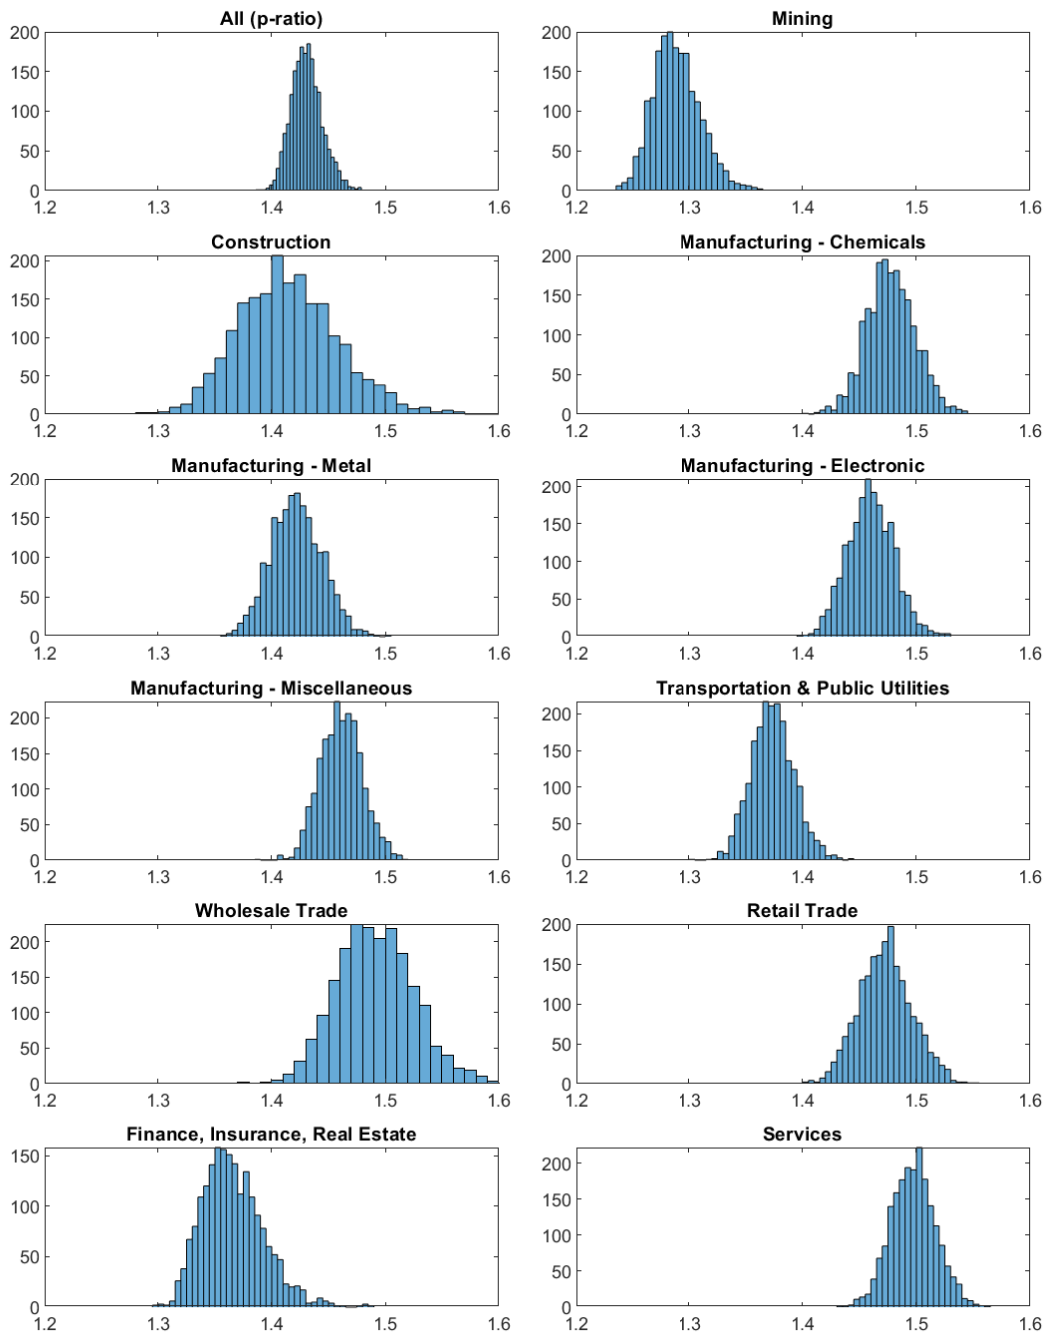 All (p-ratio)
200
150
100
50
0
1.2 1.3 1.4 1.5 1.6
Mining
200
150
100
50
0
1.2 1.3 1.4 1.5 1.6
Construction
200
150
100
50
0
1.2 1.3 1.4 1.5 1.6
Manufacturing - Chemicals
200
150
100
50
0
1.2 1.3 1.4 1.5 1.6
Manufacturing - Metal
200
150
100
50
0
1.2 1.3 1.4 1.5 1.6
Manufacturing - Electronic
200
150
100
50
0
1.2 1.3 1.4 1.5 1.6
Manufacturing - Miscellaneous
200
150
100
50
0
1.2 1.3 1.4 1.5 1.6
Transportation & Public Utilities
200
150
100
50
0
1.2 1.3 1.4 1.5 1.6
Wholesale Trade
200
150
100
50
0
1.2 1.3 1.4 1.5 1.6
Retail Trade
200
150
100
50
0
1.2 1.3 1.4 1.5 1.6
Finance, Insurance, Real Estate
150
100
50
0
1.2 1.3 1.4 1.5 1.6
Services
200
150
100
50
0
1.2 1.3 1.4 1.5 1.6